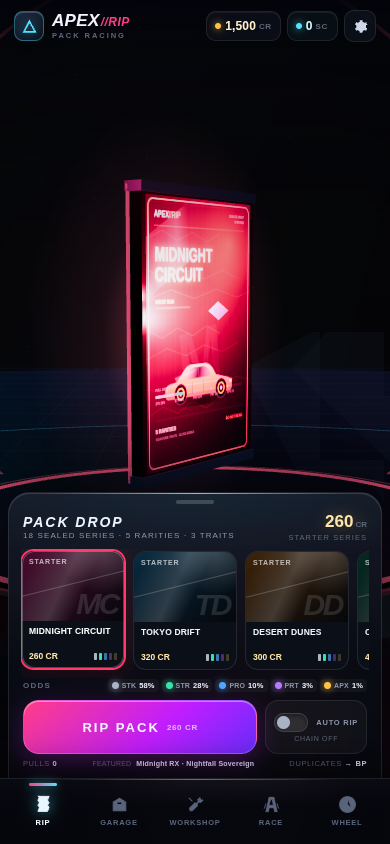 APEX//RIP
PACK RACING
1,500 CR
0 SC
APEX//RIP
MIDNIGHT
CIRCUIT
5 RARITIES
PACK DROP
18 SEALED SERIES · 5 RARITIES · 3 TRAITS
260 CR
STARTER SERIES
STARTER
MC
MIDNIGHT CIRCUIT
260 CR
STARTER
TD
TOKYO DRIFT
320 CR
STARTER
DD
DESERT DUNES
300 CR
STARTER
C
4
ODDS
STK 58%
STR 28%
PRO 10%
PRT 3%
APX 1%
RIP PACK 260 CR
AUTO RIP
CHAIN OFF
PULLS 0
FEATURED Midnight RX · Nightfall Sovereign
DUPLICATES → BP
RIP
GARAGE
WORKSHOP
RACE
WHEEL